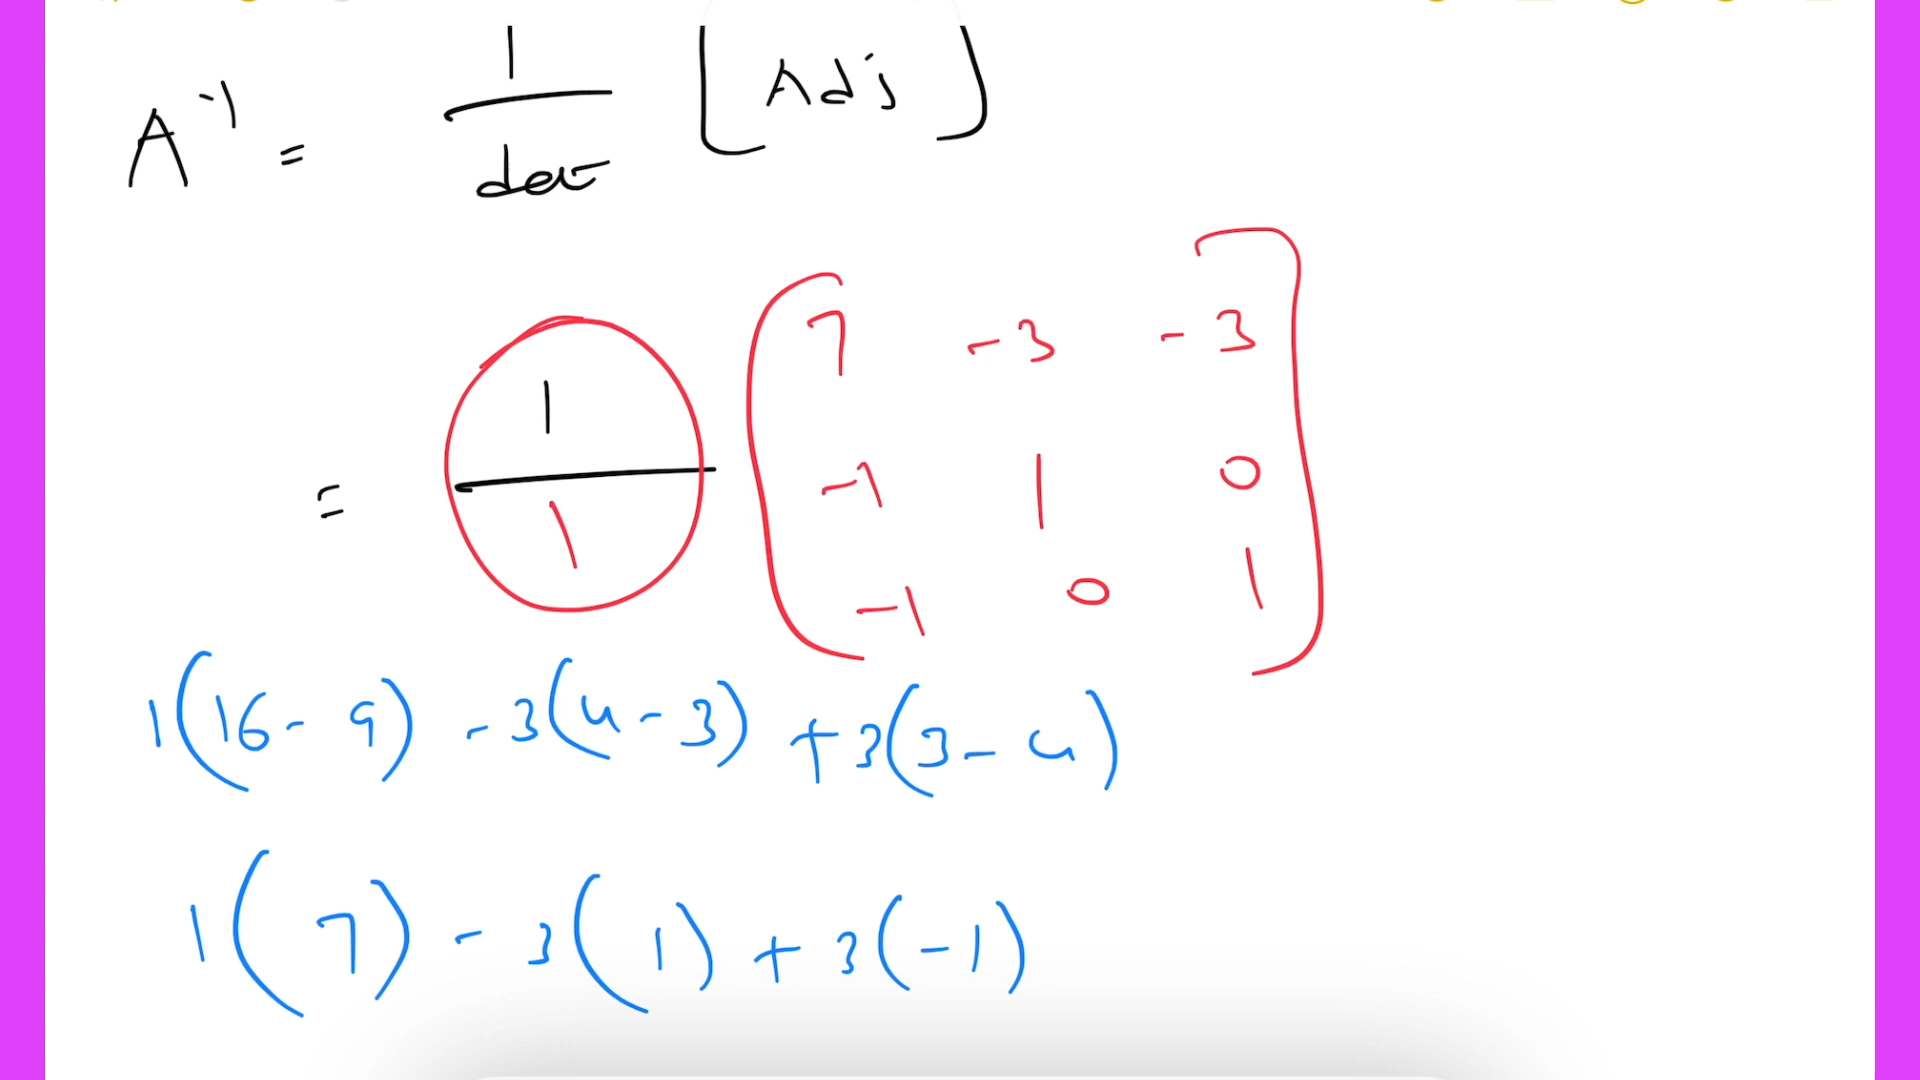 A⁻¹ = 1/det [Adj]
= 1/1 [7 -3 -3
-1 1 0
-1 0 1]
1(16-9) -3(4-3) +3(3-4)
1(7) -3(1) +3(-1)